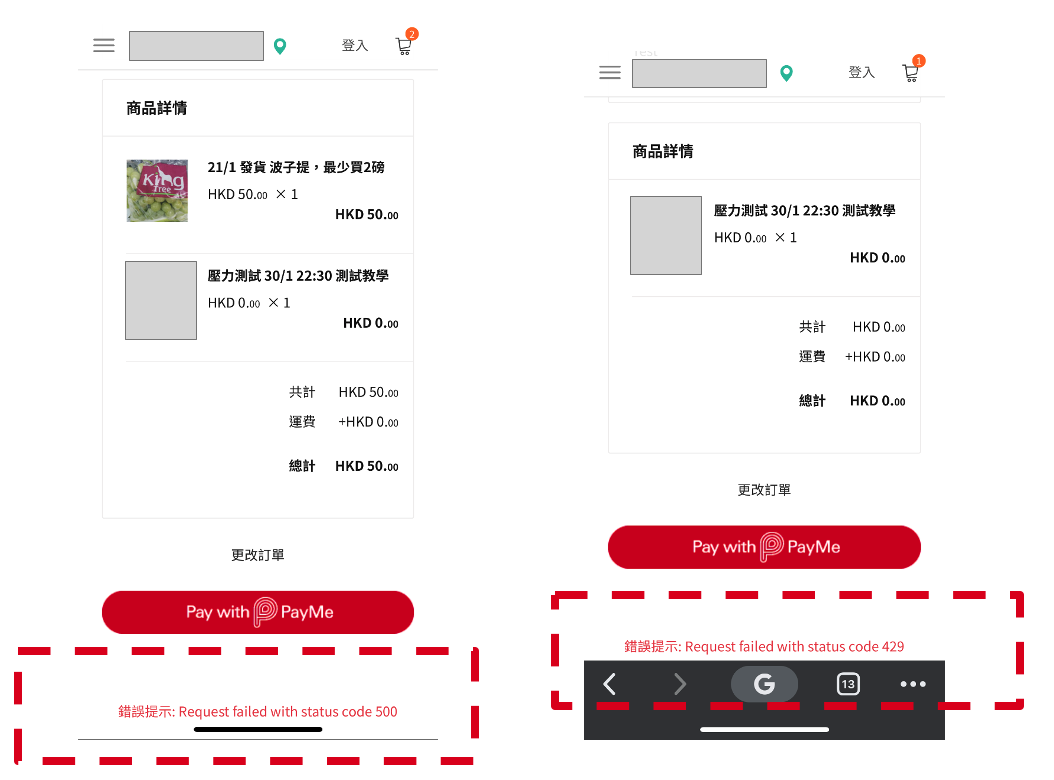 登入
2
商品詳情
King
Tree
21/1 發貨 波子提，最少買2磅
HKD 50.00 × 1
HKD 50.00
壓力測試 30/1 22:30 測試教學
HKD 0.00 × 1
HKD 0.00
共計 HKD 50.00
運費 +HKD 0.00
總計 HKD 50.00
更改訂單
Pay with PayMe
錯誤提示: Request failed with status code 500
Test
登入
1
商品詳情
壓力測試 30/1 22:30 測試教學
HKD 0.00 × 1
HKD 0.00
共計 HKD 0.00
運費 +HKD 0.00
總計 HKD 0.00
更改訂單
Pay with PayMe
錯誤提示: Request failed with status code 429
G
13